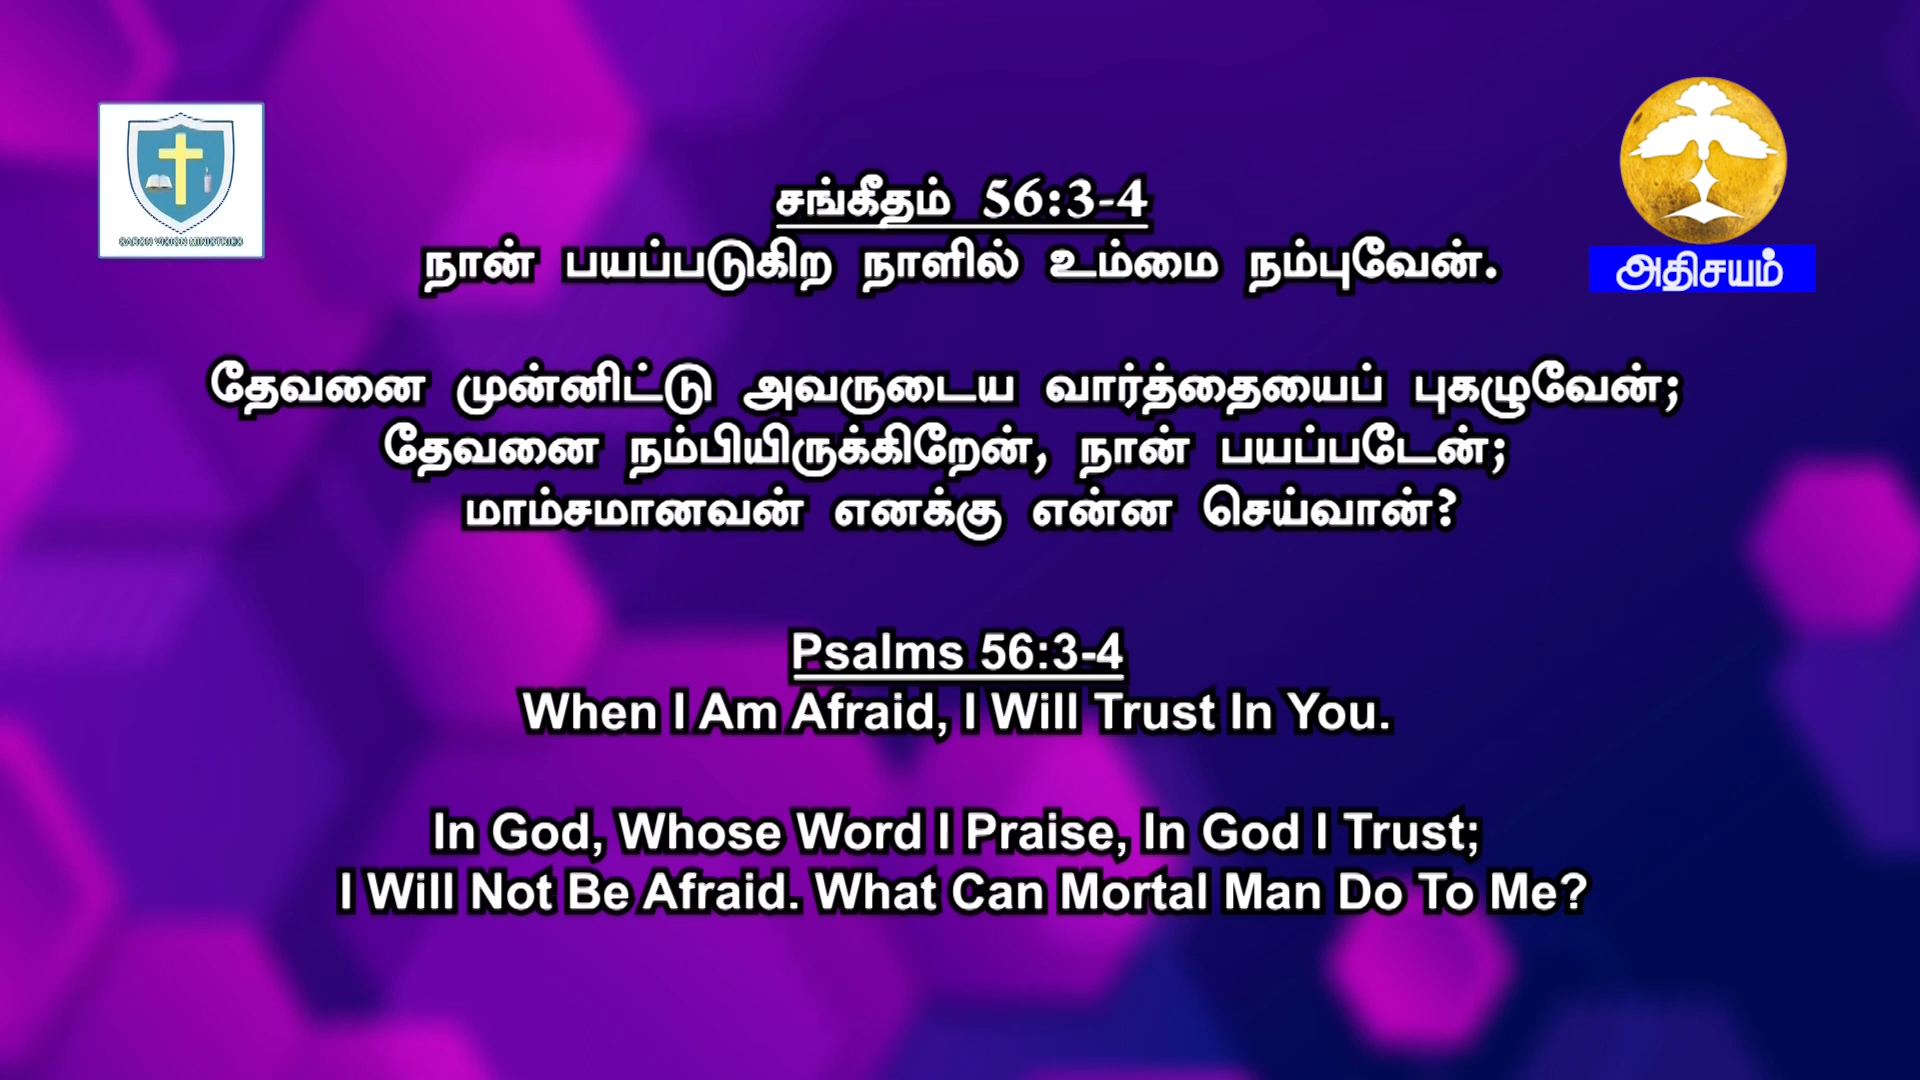 சங்கீதம் 56:3-4
நான் பயப்படுகிற நாளில் உம்மை நம்புவேன்.
அதிசயம்
தேவனை முன்னிட்டு அவருடைய வார்த்தையைப் புகழுவேன்;
தேவனை நம்பியிருக்கிறேன், நான் பயப்படேன்;
மாம்சமானவன் எனக்கு என்ன செய்வான்?
Psalms 56:3-4
When I Am Afraid, I Will Trust In You.
In God, Whose Word I Praise, In God I Trust;
I Will Not Be Afraid. What Can Mortal Man Do To Me?